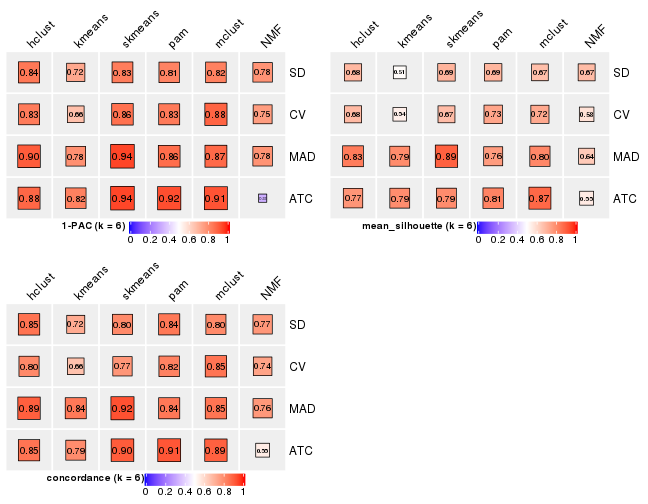 hclust kmeans skmeans pam mclust NMF
0.84 0.72 0.83 0.81 0.82 0.78 SD
0.83 0.66 0.86 0.83 0.88 0.75 CV
0.90 0.78 0.94 0.86 0.87 0.78 MAD
0.88 0.82 0.94 0.92 0.91 ATC
1-PAC (k = 6)
0 0.2 0.4 0.6 0.8 1
hclust kmeans skmeans pam mclust NMF
0.68 0.51 0.69 0.69 0.67 0.67 SD
0.68 0.54 0.67 0.73 0.72 0.58 CV
0.83 0.79 0.89 0.76 0.80 0.64 MAD
0.77 0.79 0.79 0.81 0.87 0.55 ATC
mean_silhouette (k = 6)
0 0.2 0.4 0.6 0.8 1
hclust kmeans skmeans pam mclust NMF
0.85 0.72 0.80 0.84 0.80 0.77 SD
0.80 0.66 0.77 0.82 0.85 0.74 CV
0.89 0.84 0.92 0.84 0.85 0.76 MAD
0.85 0.79 0.90 0.91 0.89 0.55 ATC
concordance (k = 6)
0 0.2 0.4 0.6 0.8 1